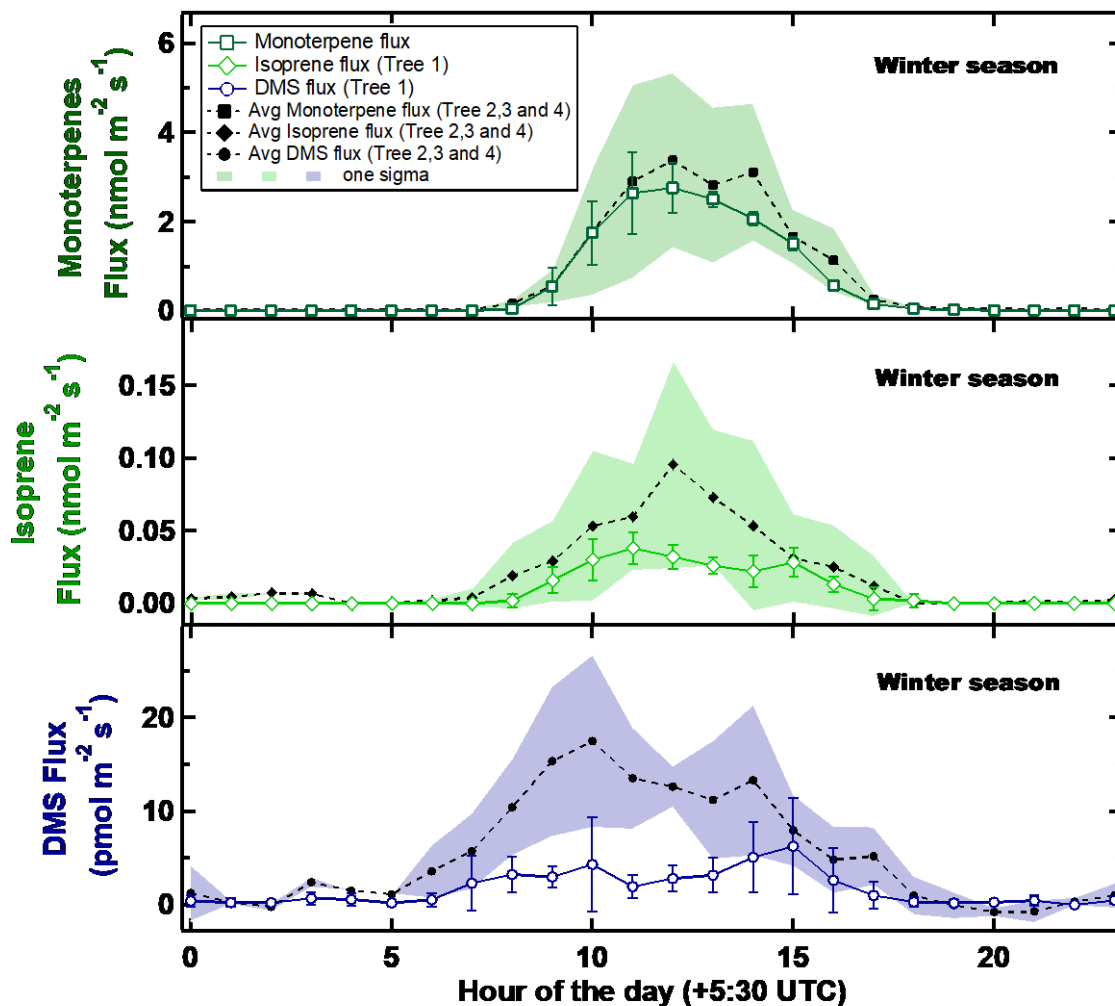 Monoterpenes
Flux (nmol m⁻² s⁻¹)
6
4
2
0
Monoterpene flux
Isoprene flux (Tree 1)
DMS flux (Tree 1)
Avg Monoterpene flux (Tree 2,3 and 4)
Avg Isoprene flux (Tree 2,3 and 4)
Avg DMS flux (Tree 2,3 and 4)
one sigma
Winter season
Isoprene
Flux (nmol m⁻² s⁻¹)
0.15
0.10
0.05
0.00
Winter season
DMS Flux
(pmol m⁻² s⁻¹)
20
10
0
Winter season
0 5 10 15 20
Hour of the day (+5:30 UTC)